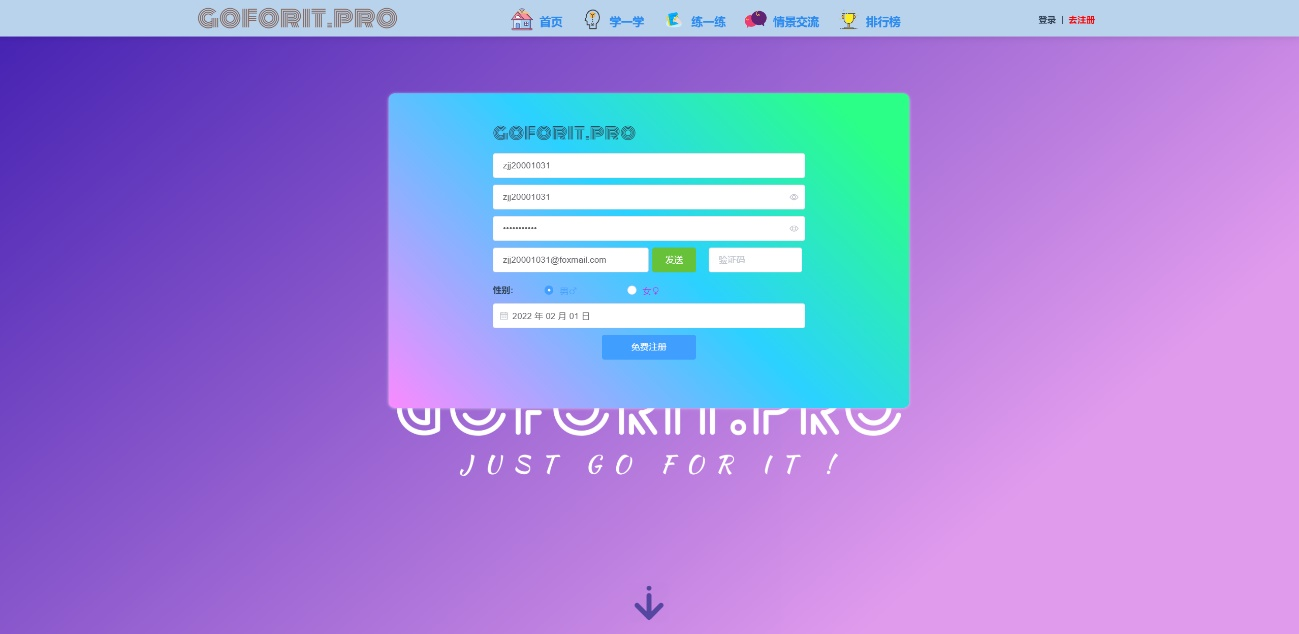 GOFORIT.PRO 首页 学一学 练一练 情景交流 排行榜 登录 | 去注册
GOFORIT.PRO
zjj20001031
zjj20001031
•••••••••••
zjj20001031@foxmail.com 发送 验证码
性别: 男♂ 女♀
2022 年 02 月 01 日
免费注册
GOFORIT.PRO
JUST GO FOR IT !